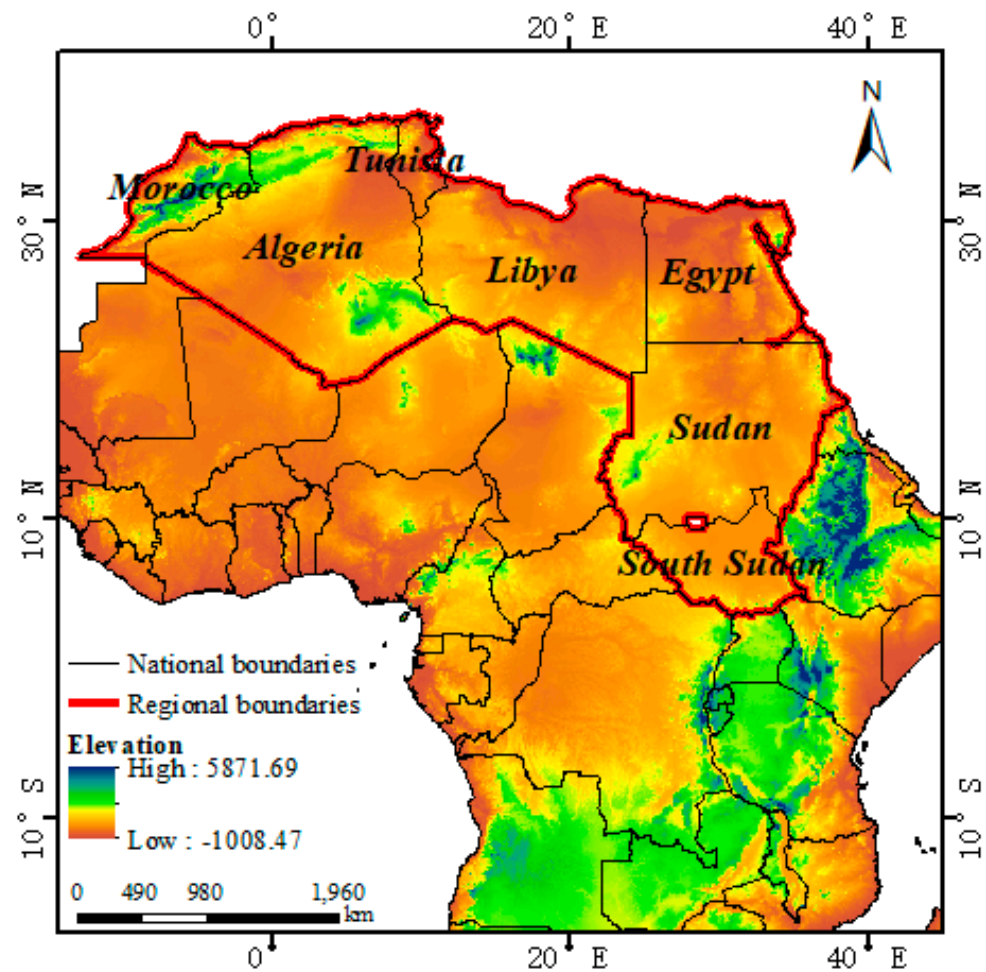 0° 20° E 40° E
N
30° N
30° N
Tunisia
Morocco
Algeria
Libya
Egypt
Sudan
10° N
10° N
South Sudan
National boundaries
Regional boundaries
Elevation
High : 5871.69
Low : -1008.47
10° S
10° S
0 490 980 1,960
km
0° 20° E 40° E